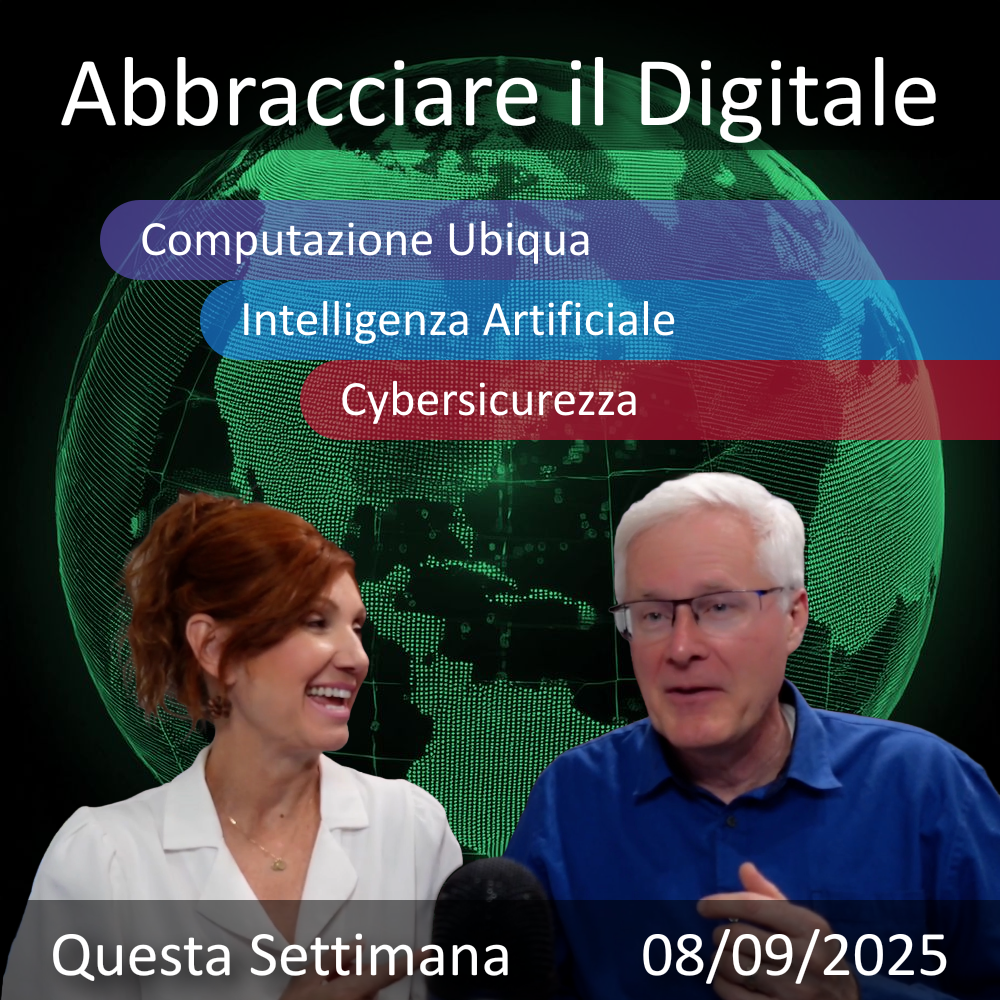 Abbracciare il Digitale
Computazione Ubiqua
Intelligenza Artificiale
Cybersicurezza
Questa Settimana
08/09/2025